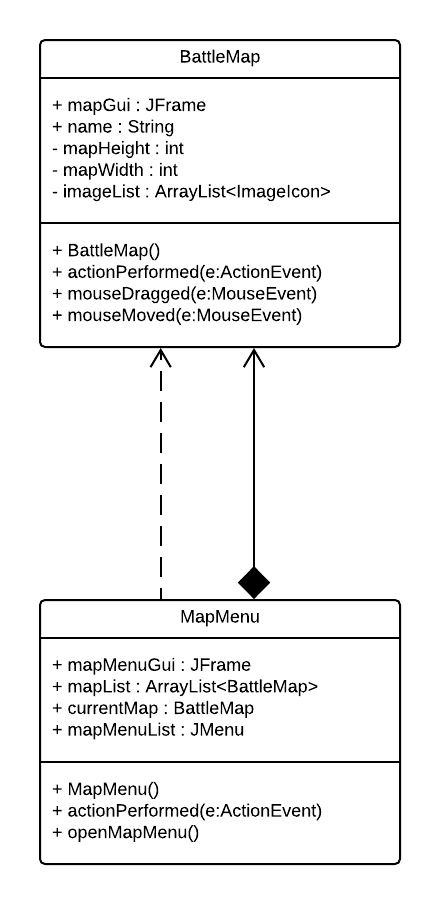 BattleMap
+ mapGui : JFrame
+ name : String
- mapHeight : int
- mapWidth : int
- imageList : ArrayList<ImageIcon>
+ BattleMap()
+ actionPerformed(e:ActionEvent)
+ mouseDragged(e:MouseEvent)
+ mouseMoved(e:MouseEvent)
MapMenu
+ mapMenuGui : JFrame
+ mapList : ArrayList<BattleMap>
+ currentMap : BattleMap
+ mapMenuList : JMenu
+ MapMenu()
+ actionPerformed(e:ActionEvent)
+ openMapMenu()